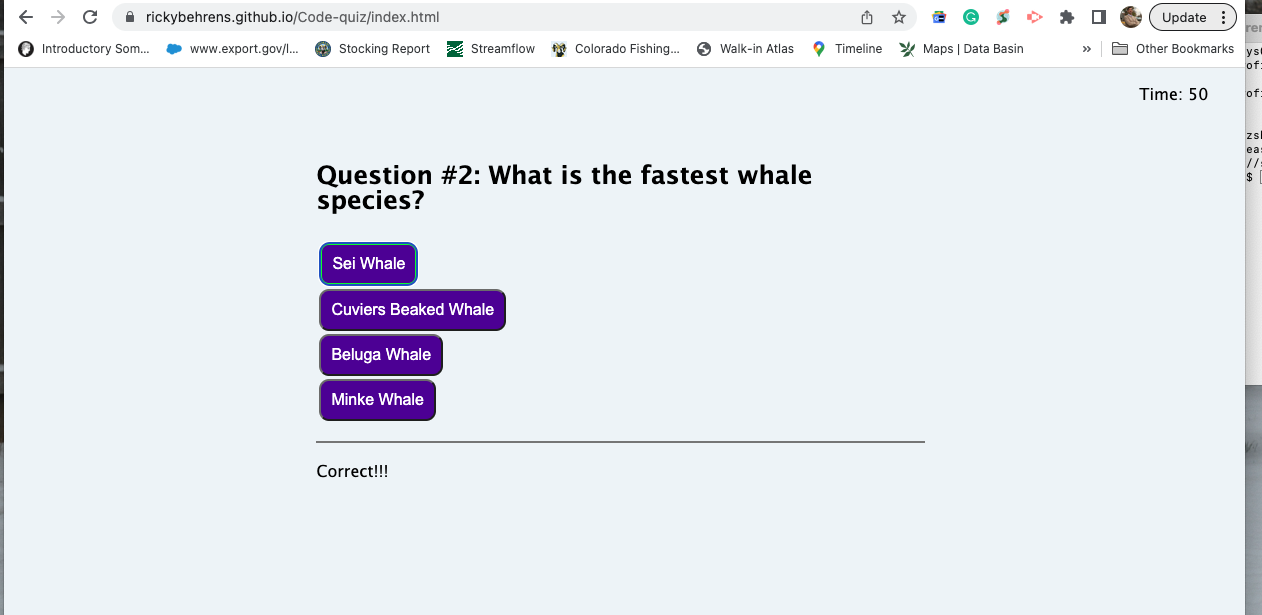 rickybehrens.github.io/Code-quiz/index.html
Update
Introductory Som...
www.export.gov/l...
Stocking Report
Streamflow
Colorado Fishing...
Walk-in Atlas
Timeline
Maps | Data Basin
»
Other Bookmarks
Time: 50
Question #2: What is the fastest whale
species?
Sei Whale
Cuviers Beaked Whale
Beluga Whale
Minke Whale
Correct!!!